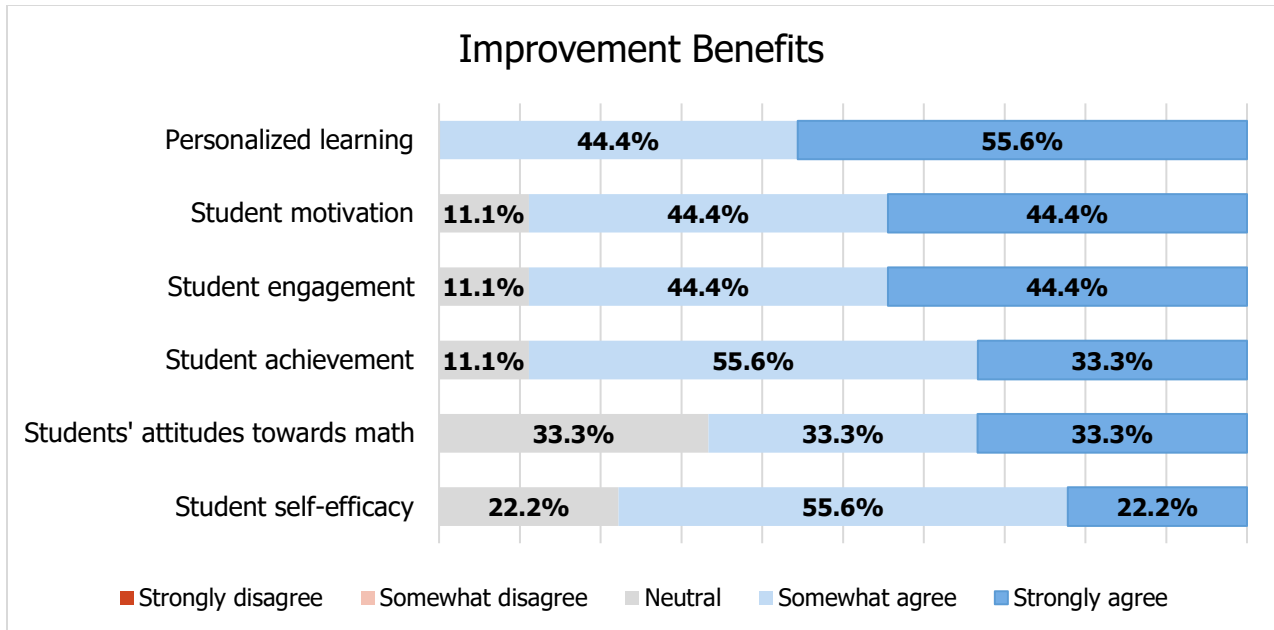 Improvement Benefits
Personalized learning 44.4% 55.6%
Student motivation 11.1% 44.4% 44.4%
Student engagement 11.1% 44.4% 44.4%
Student achievement 11.1% 55.6% 33.3%
Students' attitudes towards math 33.3% 33.3% 33.3%
Student self-efficacy 22.2% 55.6% 22.2%
Strongly disagree Somewhat disagree Neutral Somewhat agree Strongly agree